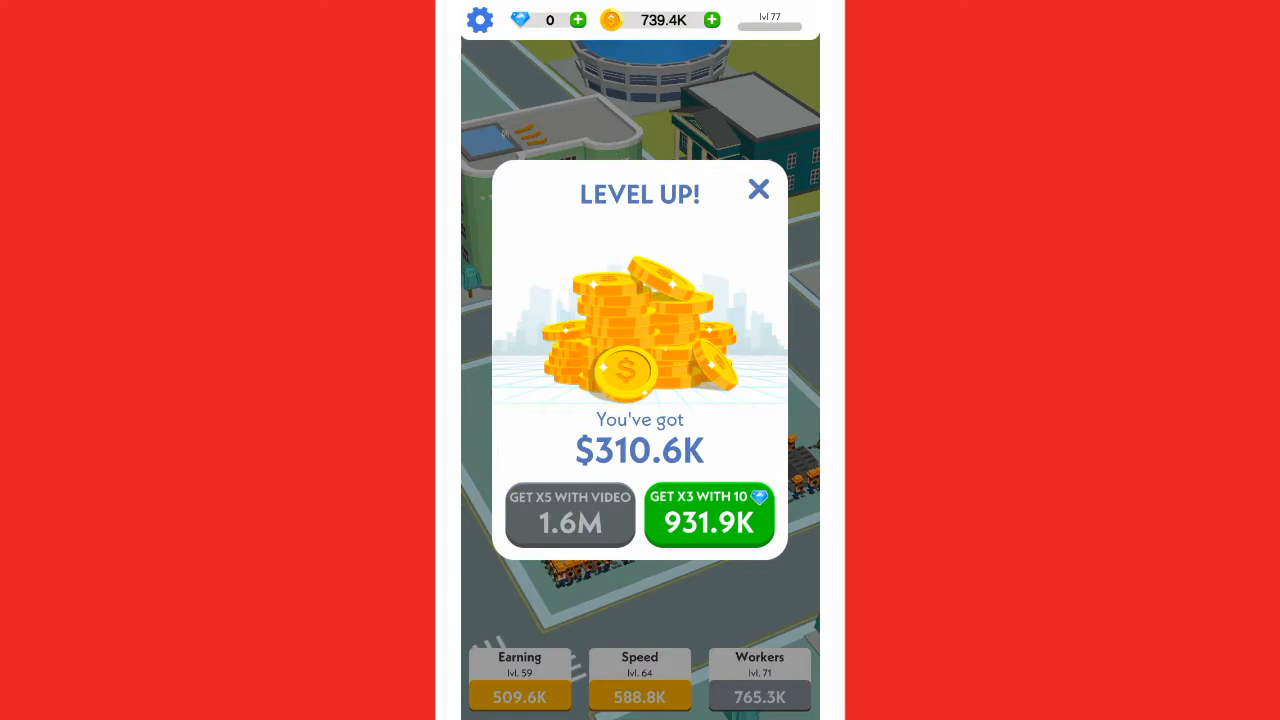 0
739.4K
lvl 77
LEVEL UP!
You've got
$310.6K
GET X5 WITH VIDEO
1.6M
GET X3 WITH 10
931.9K
Earning
lvl. 59
509.6K
Speed
lvl. 64
588.8K
Workers
lvl. 71
765.3K